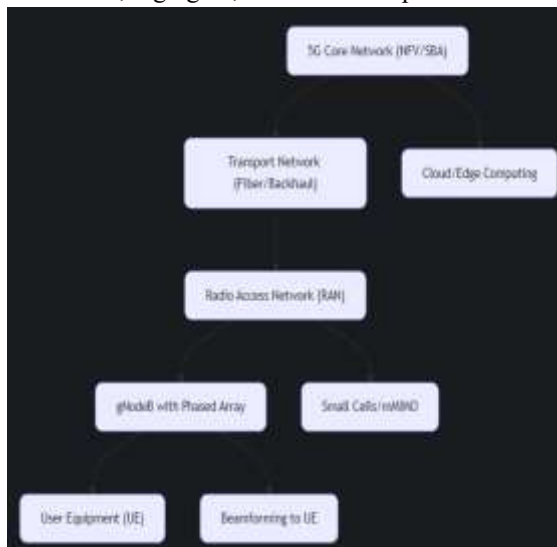 5G Core Network (NFV/SBA)
Transport Network
(Fiber/Backhaul)
Cloud/Edge Computing
Radio Access Network (RAN)
gNodeB with Phased Array
Small Cells/mMIMO
User Equipment (UE)
Beamforming to UE